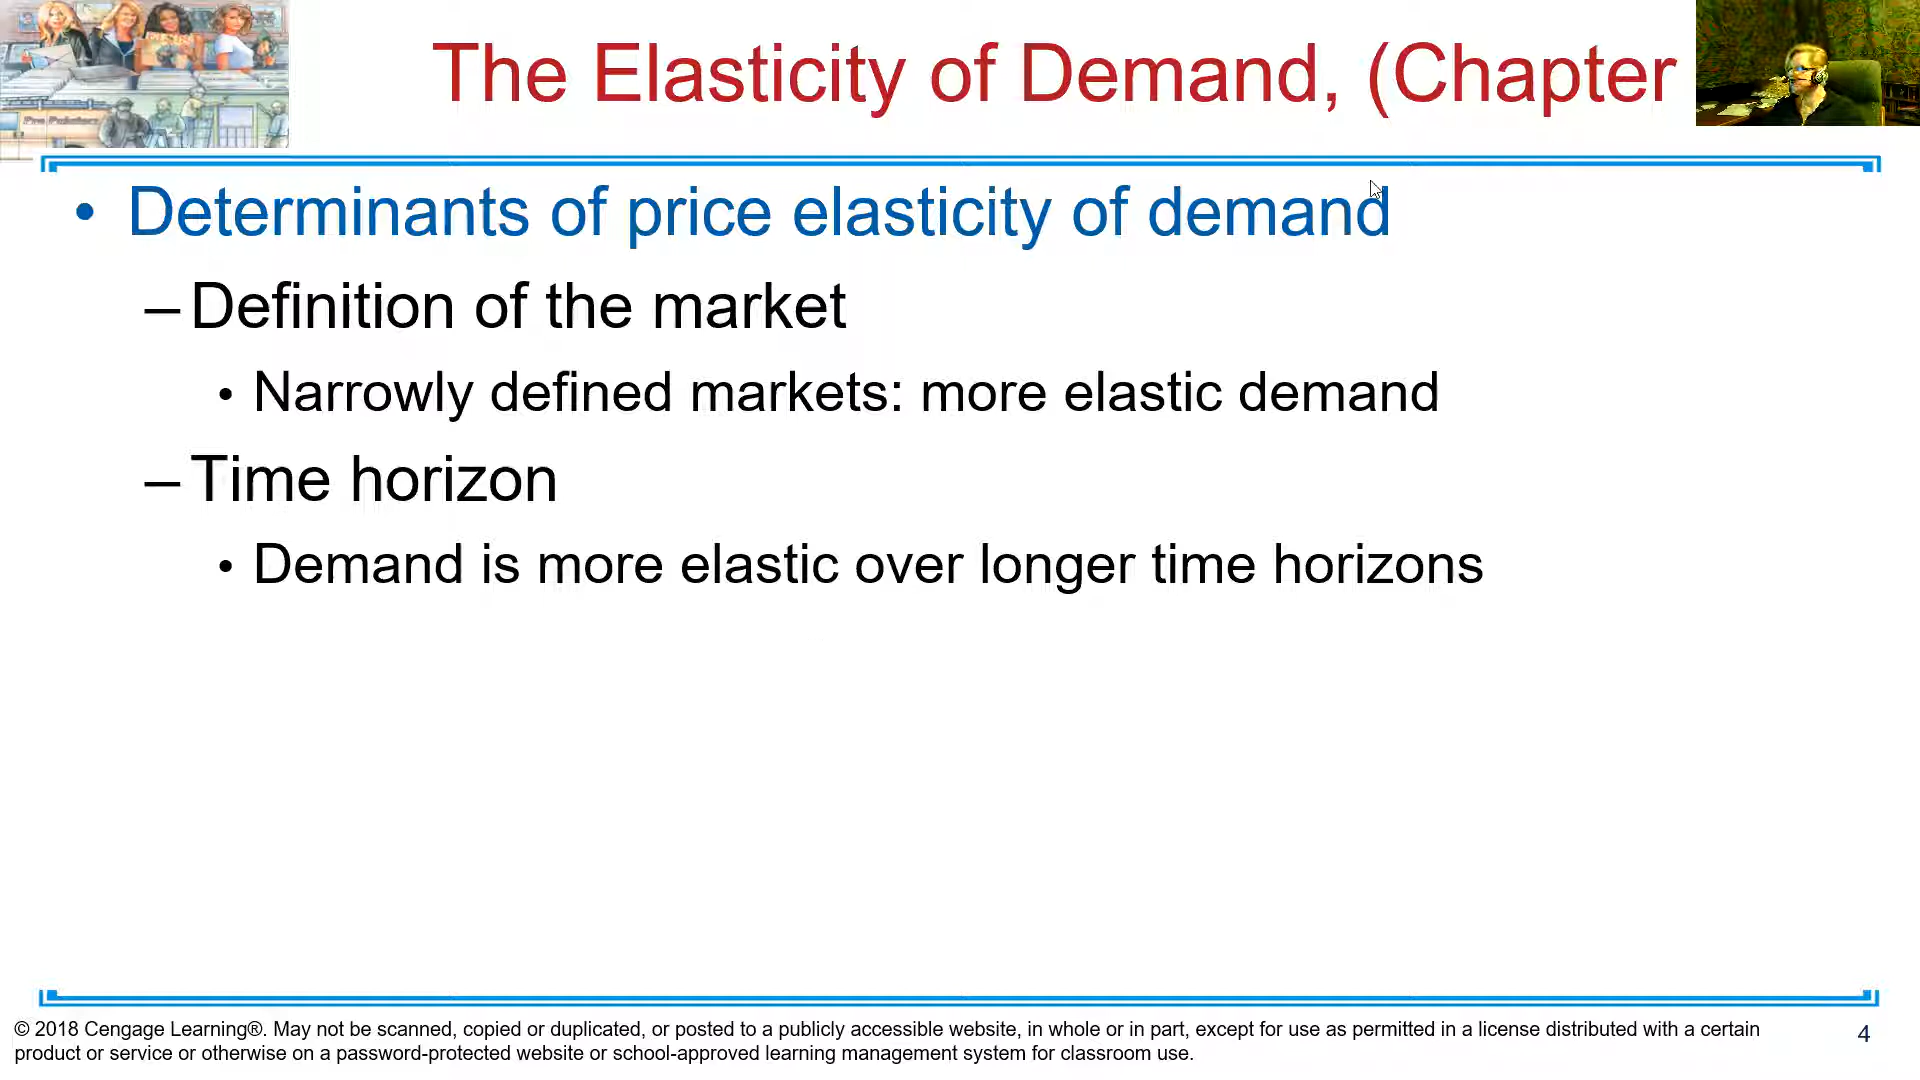 The Elasticity of Demand, (Chapter
• Determinants of price elasticity of demand
– Definition of the market
• Narrowly defined markets: more elastic demand
– Time horizon
• Demand is more elastic over longer time horizons
© 2018 Cengage Learning®. May not be scanned, copied or duplicated, or posted to a publicly accessible website, in whole or in part, except for use as permitted in a license distributed with a certain
product or service or otherwise on a password-protected website or school-approved learning management system for classroom use.
4